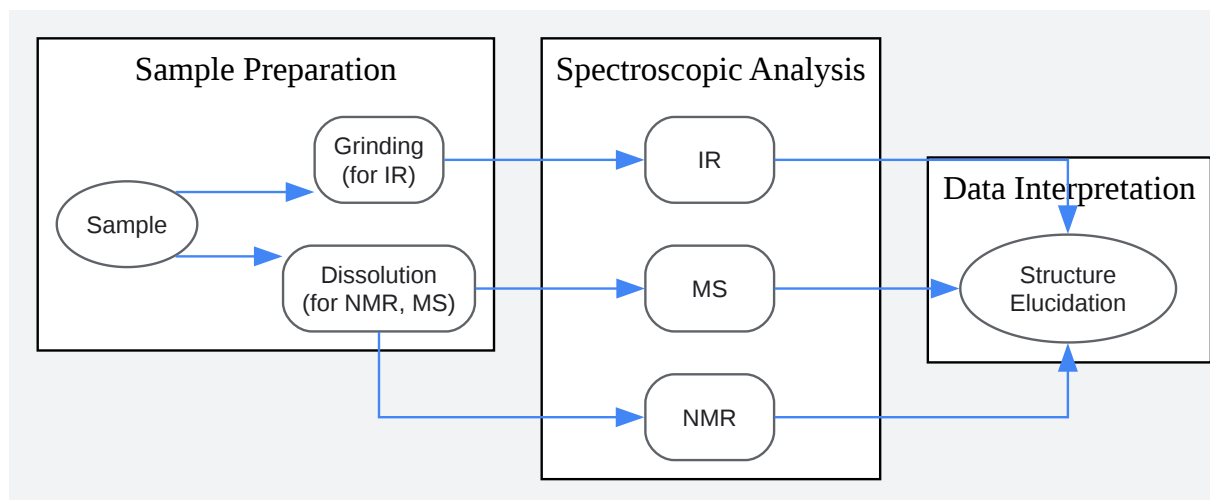 Sample Preparation
Sample
Grinding
(for IR)
Dissolution
(for NMR, MS)
Spectroscopic Analysis
IR
MS
NMR
Data Interpretation
Structure
Elucidation